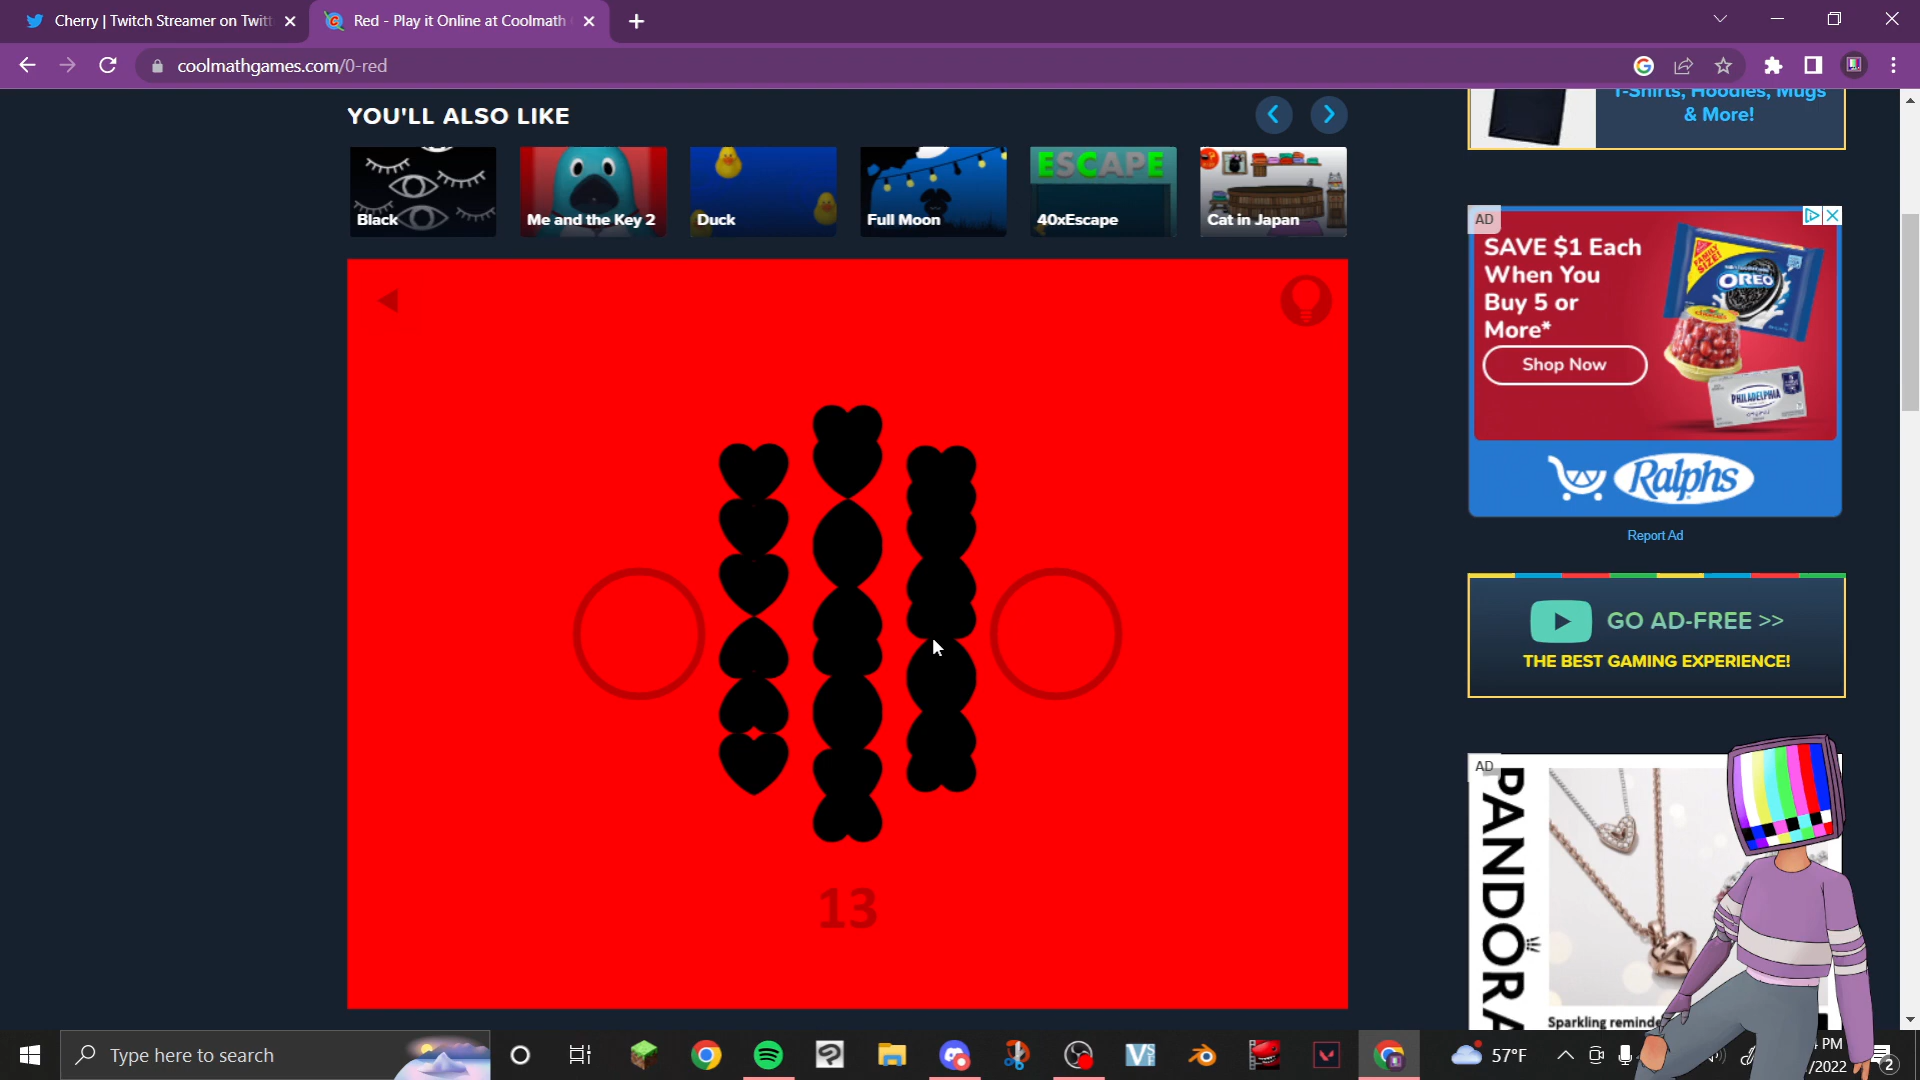 Cherry | Twitch Streamer on Twitt
Red - Play it Online at Coolmath
coolmathgames.com/0-red
YOU'LL ALSO LIKE
Black
Me and the Key 2
Duck
Full Moon
ESCAPE
40xEscape
Cat in Japan
13
T-Shirts, Hoodies, Mugs
& More!
AD
SAVE $1 Each
When You
Buy 5 or
More*
Shop Now
FAMILY SIZE!
OREO
PHILADELPHIA
Ralphs
Report Ad
GO AD-FREE >>
THE BEST GAMING EXPERIENCE!
AD
PANDORA
Type here to search
57°F
PM
/2022
2